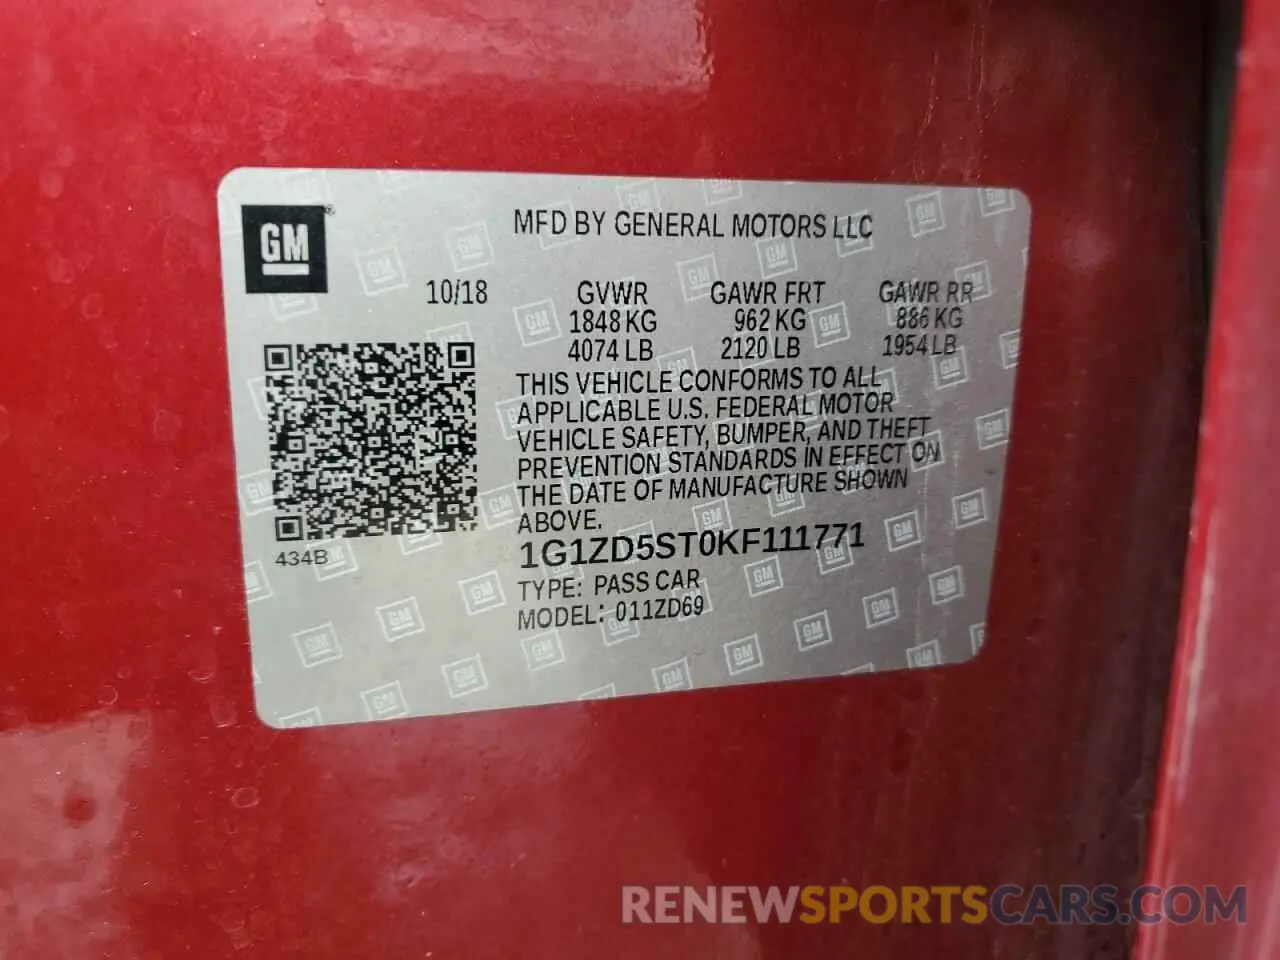 GM
MFD BY GENERAL MOTORS LLC
10/18 GVWR GAWR FRT GAWR RR
1848 KG 962 KG 886 KG
4074 LB 2120 LB 1954 LB
THIS VEHICLE CONFORMS TO ALL
APPLICABLE U.S. FEDERAL MOTOR
VEHICLE SAFETY, BUMPER, AND THEFT
PREVENTION STANDARDS IN EFFECT ON
THE DATE OF MANUFACTURE SHOWN
ABOVE.
434B
1G1ZD5ST0KF111771
TYPE: PASS CAR
MODEL: 011ZD69
RENEWSPORTSCARS.COM